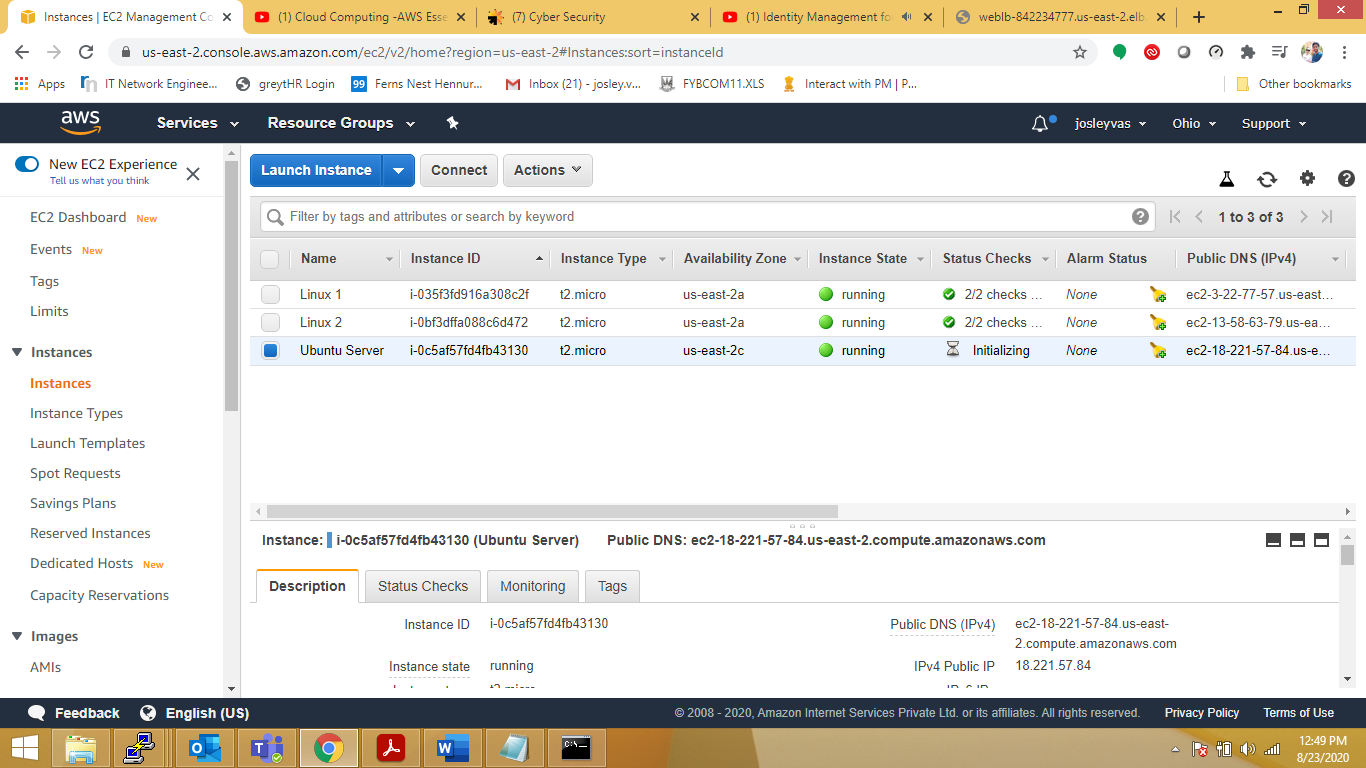 Instances | EC2 Management Co
(1) Cloud Computing -AWS Esse
(7) Cyber Security
(1) Identity Management fo
weblb-842234777.us-east-2.elb.
us-east-2.console.aws.amazon.com/ec2/v2/home?region=us-east-2#Instances:sort=instanceId
Apps
IT Network Enginee...
greytHR Login
99 Ferns Nest Hennur...
Inbox (21) - josley.v...
FYBCOM11.XLS
Interact with PM | P...
Other bookmarks
aws
Services
Resource Groups
josleyvas
Ohio
Support
New EC2 Experience
Tell us what you think
EC2 Dashboard New
Events New
Tags
Limits
Instances
Instances
Instance Types
Launch Templates
Spot Requests
Savings Plans
Reserved Instances
Dedicated Hosts New
Capacity Reservations
Images
AMIs
Launch Instance
Connect
Actions
Filter by tags and attributes or search by keyword
1 to 3 of 3
Name Instance ID Instance Type Availability Zone Instance State Status Checks Alarm Status Public DNS (IPv4)
Linux 1 i-035f3fd916a308c2f t2.micro us-east-2a running 2/2 checks ... None ec2-3-22-77-57.us-east...
Linux 2 i-0bf3dffa088c6d472 t2.micro us-east-2a running 2/2 checks ... None ec2-13-58-63-79.us-ea...
Ubuntu Server i-0c5af57fd4fb43130 t2.micro us-east-2c running Initializing None ec2-18-221-57-84.us-e...
Instance: i-0c5af57fd4fb43130 (Ubuntu Server) Public DNS: ec2-18-221-57-84.us-east-2.compute.amazonaws.com
Description
Status Checks
Monitoring
Tags
Instance ID i-0c5af57fd4fb43130
Public DNS (IPv4) ec2-18-221-57-84.us-east-
2.compute.amazonaws.com
Instance state running
IPv4 Public IP 18.221.57.84
Feedback
English (US)
© 2008 - 2020, Amazon Internet Services Private Ltd. or its affiliates. All rights reserved.
Privacy Policy
Terms of Use
12:49 PM
8/23/2020